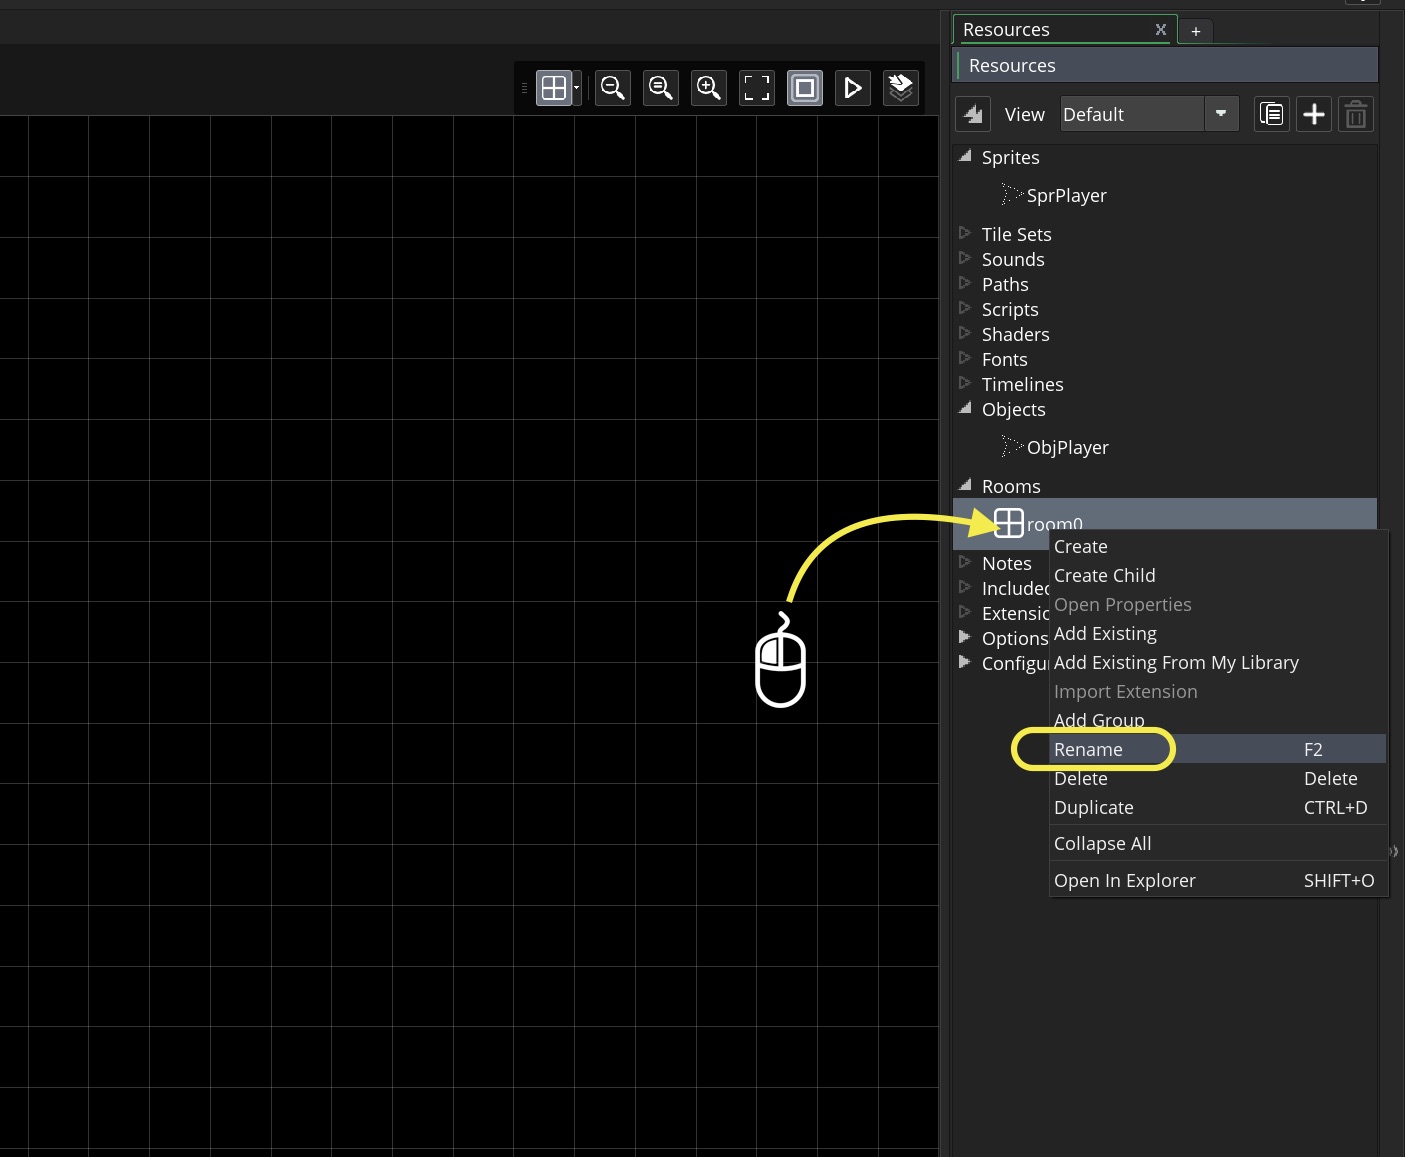 Resources X +
Resources
View Default
Sprites
SprPlayer
Tile Sets
Sounds
Paths
Scripts
Shaders
Fonts
Timelines
Objects
ObjPlayer
Rooms
room0
Notes
Included
Extensic
Options
Configu
Create
Create Child
Open Properties
Add Existing
Add Existing From My Library
Import Extension
Add Group
Rename F2
Delete Delete
Duplicate CTRL+D
Collapse All
Open In Explorer SHIFT+O